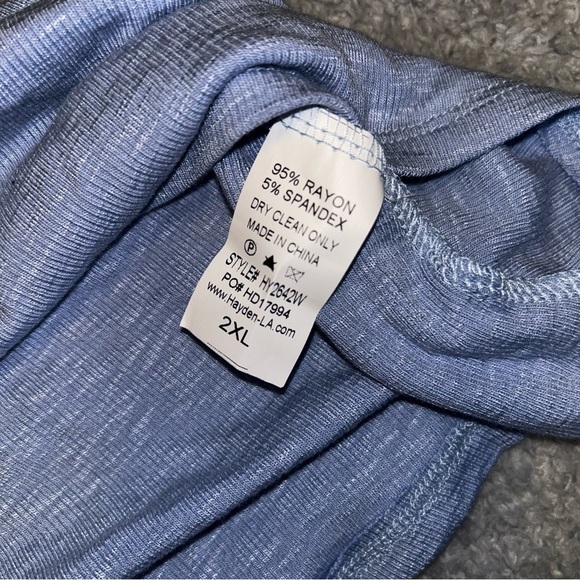 95% RAYON
5% SPANDEX
DRY CLEAN ONLY
MADE IN CHINA
P
STYLE# HY2642W
PO# HD17994
www.Hayden-LA.com
2XL